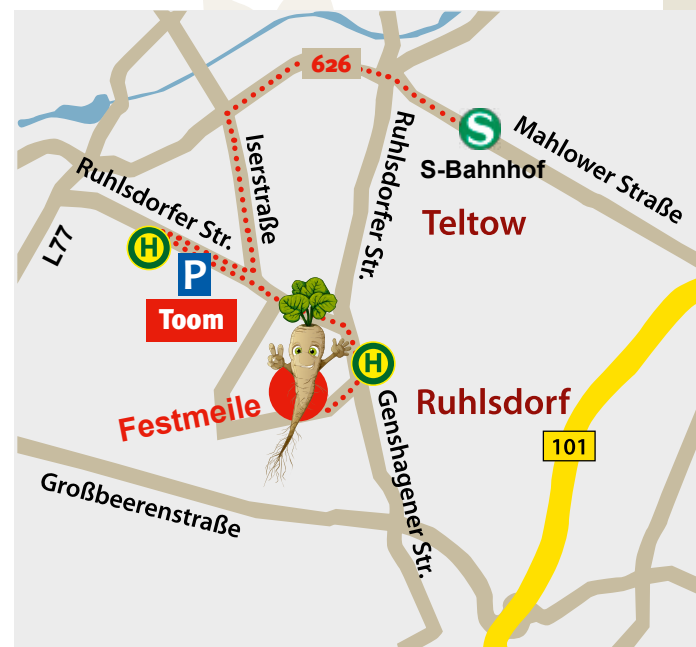 626
S
Mahlower Straße
S-Bahnhof
Iserstraße
Ruhlsdorfer Str.
Ruhlsdorfer Str.
Teltow
L77
H
P
Toom
H
Festmeile
Ruhlsdorf
101
Genshagener Str.
Großbeerenstraße